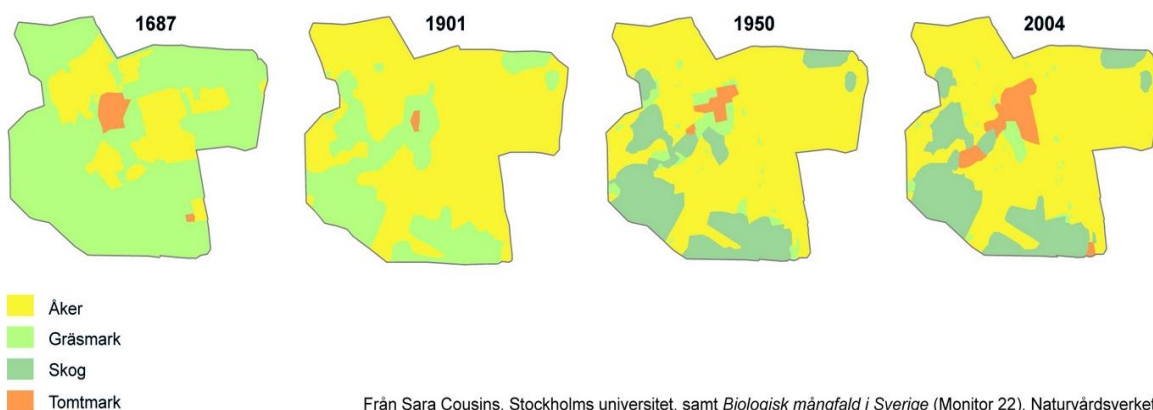 1687 1901 1950 2004
Åker
Gräsmark
Skog
Tomtmark
Från Sara Cousins, Stockholms universitet, samt Biologisk mångfald i Sverige (Monitor 22), Naturvårdsverket